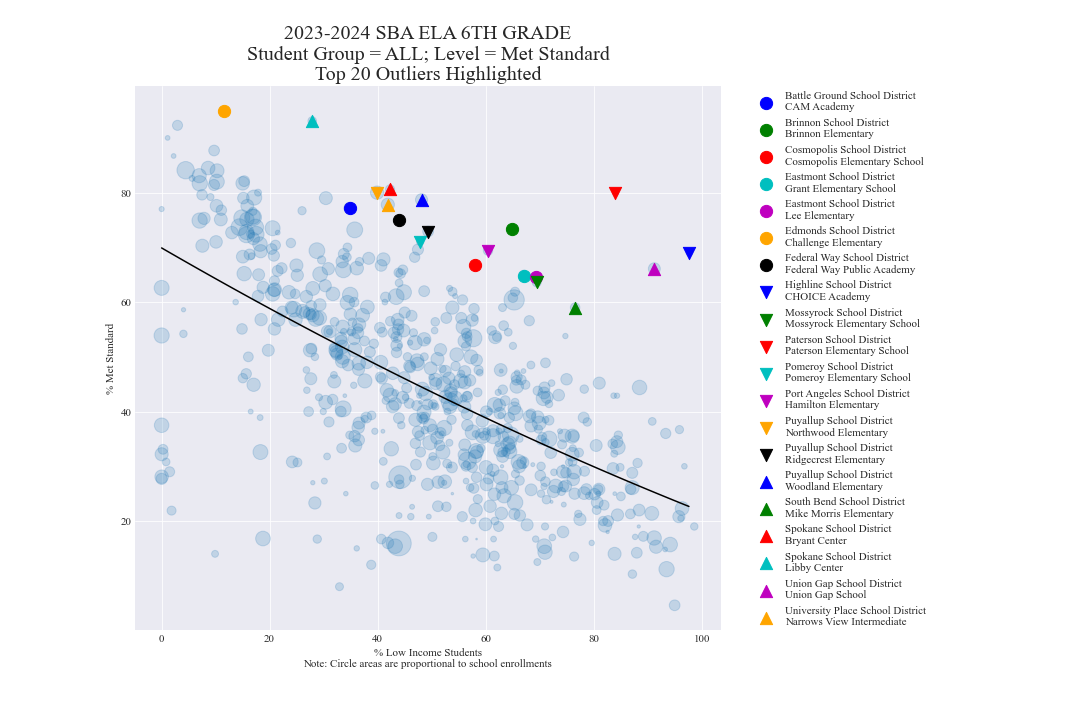 2023-2024 SBA ELA 6TH GRADE
Student Group = ALL; Level = Met Standard
Top 20 Outliers Highlighted
% Met Standard
80
60
40
20
0
20
40
60
80
100
% Low Income Students
Note: Circle areas are proportional to school enrollments
Battle Ground School District
CAM Academy
Brinnon School District
Brinnon Elementary
Cosmopolis School District
Cosmopolis Elementary School
Eastmont School District
Grant Elementary School
Eastmont School District
Lee Elementary
Edmonds School District
Challenge Elementary
Federal Way School District
Federal Way Public Academy
Highline School District
CHOICE Academy
Mossyrock School District
Mossyrock Elementary School
Paterson School District
Paterson Elementary School
Pomeroy School District
Pomeroy Elementary School
Port Angeles School District
Hamilton Elementary
Puyallup School District
Northwood Elementary
Puyallup School District
Ridgecrest Elementary
Puyallup School District
Woodland Elementary
South Bend School District
Mike Morris Elementary
Spokane School District
Bryant Center
Spokane School District
Libby Center
Union Gap School District
Union Gap School
University Place School District
Narrows View Intermediate